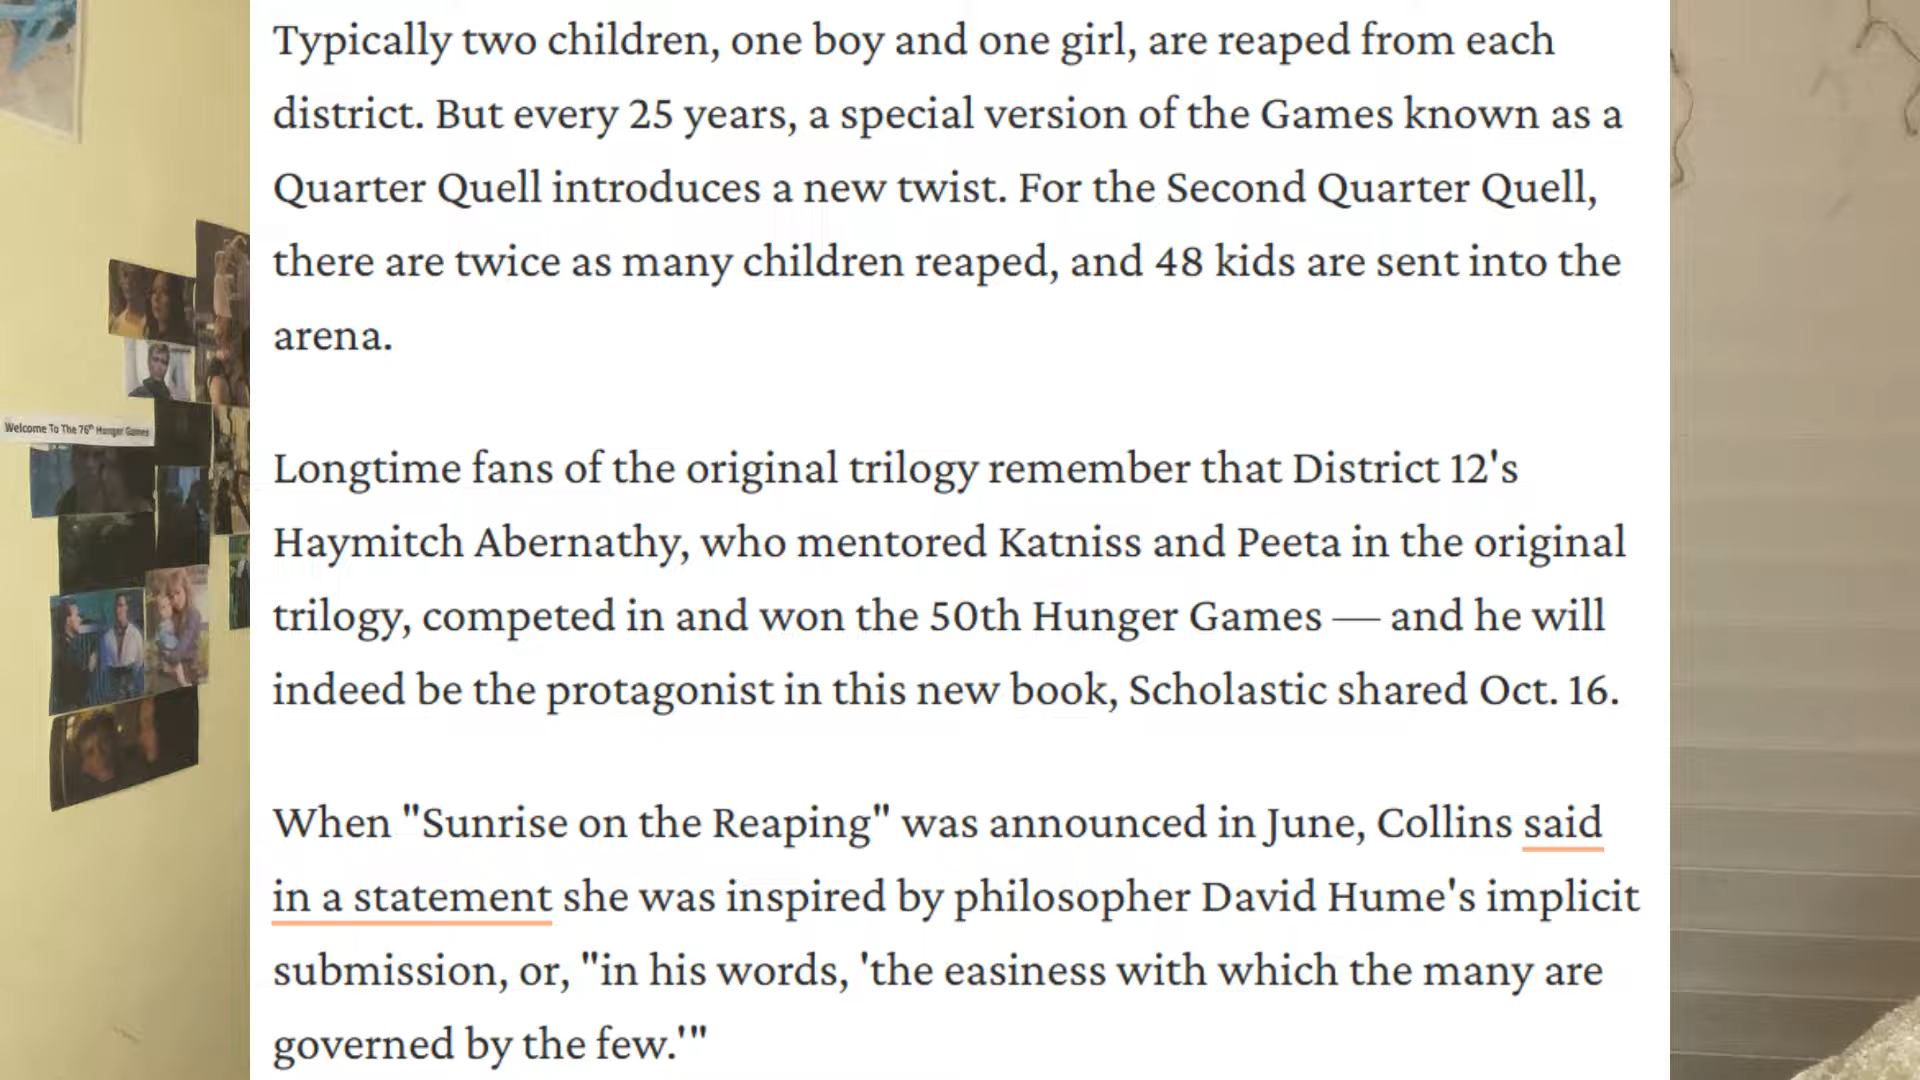 Typically two children, one boy and one girl, are reaped from each
district. But every 25 years, a special version of the Games known as a
Quarter Quell introduces a new twist. For the Second Quarter Quell,
there are twice as many children reaped, and 48 kids are sent into the
arena.
Welcome To The 76th Hunger Games
Longtime fans of the original trilogy remember that District 12's
Haymitch Abernathy, who mentored Katniss and Peeta in the original
trilogy, competed in and won the 50th Hunger Games — and he will
indeed be the protagonist in this new book, Scholastic shared Oct. 16.
When "Sunrise on the Reaping" was announced in June, Collins said
in a statement she was inspired by philosopher David Hume's implicit
submission, or, "in his words, 'the easiness with which the many are
governed by the few.'"